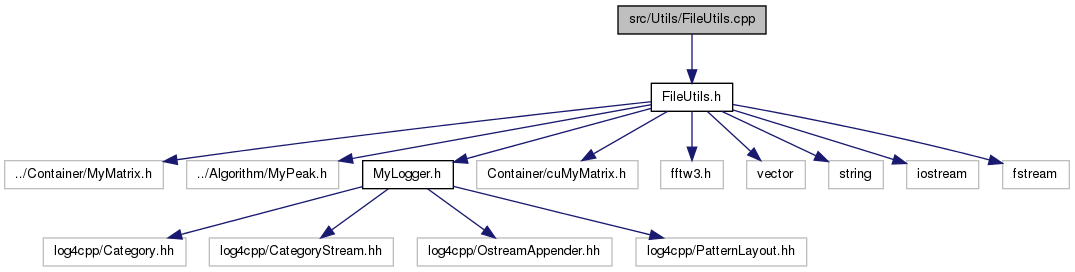 src/Utils/FileUtils.cpp
FileUtils.h
../Container/MyMatrix.h
../Algorithm/MyPeak.h
MyLogger.h
Container/cuMyMatrix.h
fftw3.h
vector
string
iostream
fstream
log4cpp/Category.hh
log4cpp/CategoryStream.hh
log4cpp/OstreamAppender.hh
log4cpp/PatternLayout.hh